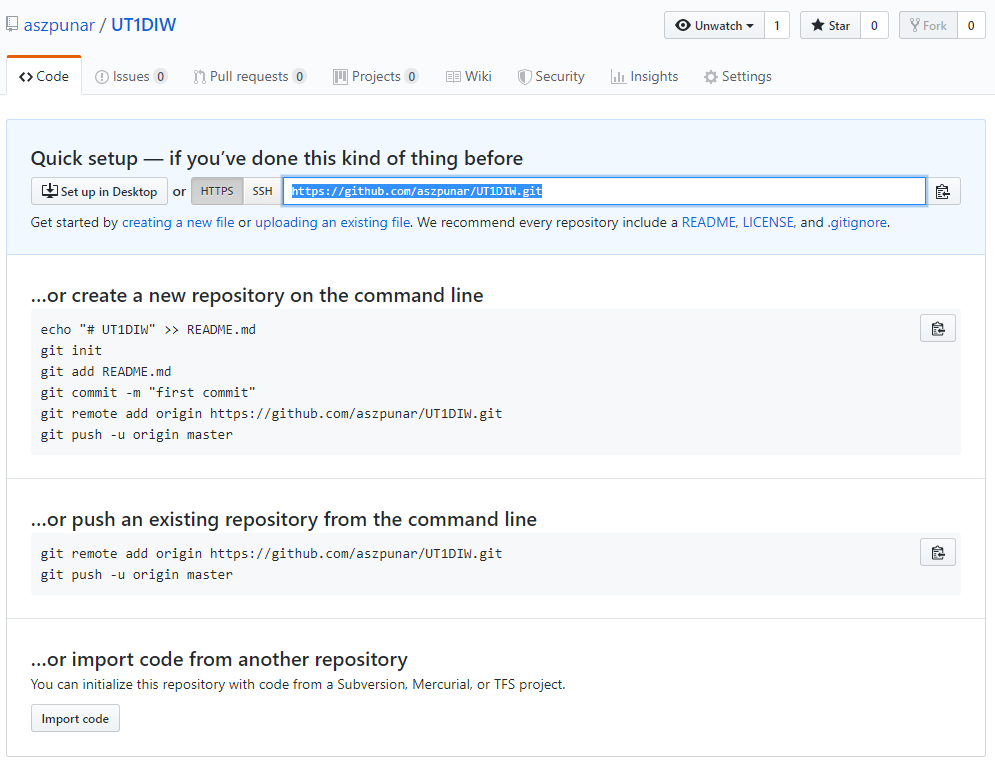 aszpunar / UT1DIW
Unwatch 1 Star 0 Fork 0
Code Issues 0 Pull requests 0 Projects 0 Wiki Security Insights Settings
Quick setup — if you’ve done this kind of thing before
Set up in Desktop or HTTPS SSH https://github.com/aszpunar/UT1DIW.git
Get started by creating a new file or uploading an existing file. We recommend every repository include a README, LICENSE, and .gitignore.
…or create a new repository on the command line
echo "# UT1DIW" >> README.md
git init
git add README.md
git commit -m "first commit"
git remote add origin https://github.com/aszpunar/UT1DIW.git
git push -u origin master
…or push an existing repository from the command line
git remote add origin https://github.com/aszpunar/UT1DIW.git
git push -u origin master
…or import code from another repository
You can initialize this repository with code from a Subversion, Mercurial, or TFS project.
Import code